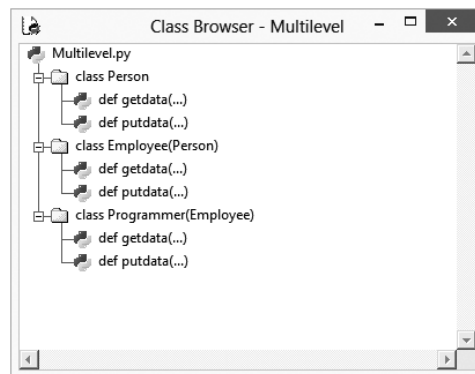 Class Browser - Multilevel
Multilevel.py
class Person
def getdata(...)
def putdata(...)
class Employee(Person)
def getdata(...)
def putdata(...)
class Programmer(Employee)
def getdata(...)
def putdata(...)